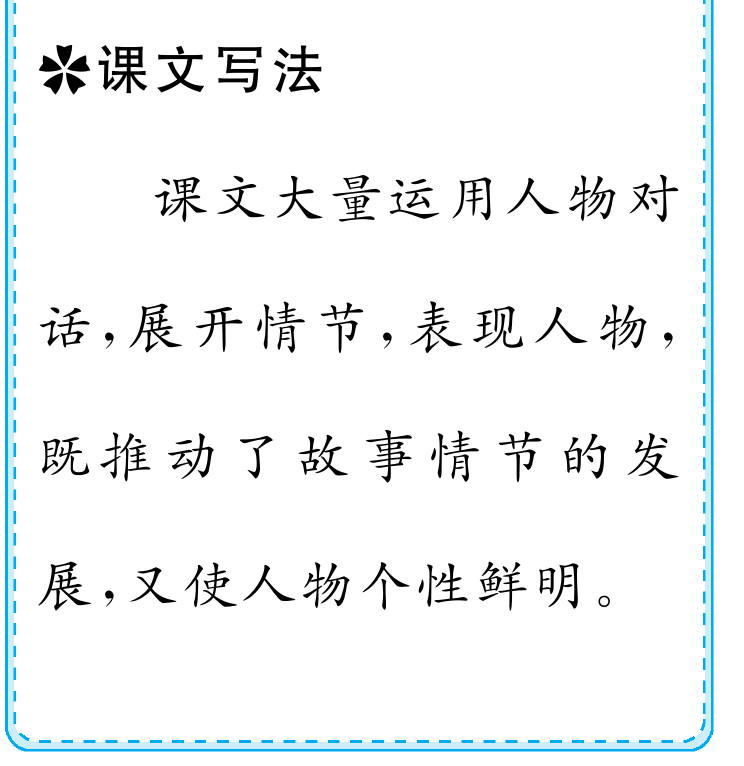 课文写法
课文大量运用人物对
话,展开情节,表现人物,
既推动了故事情节的发
展,又使人物个性鲜明。